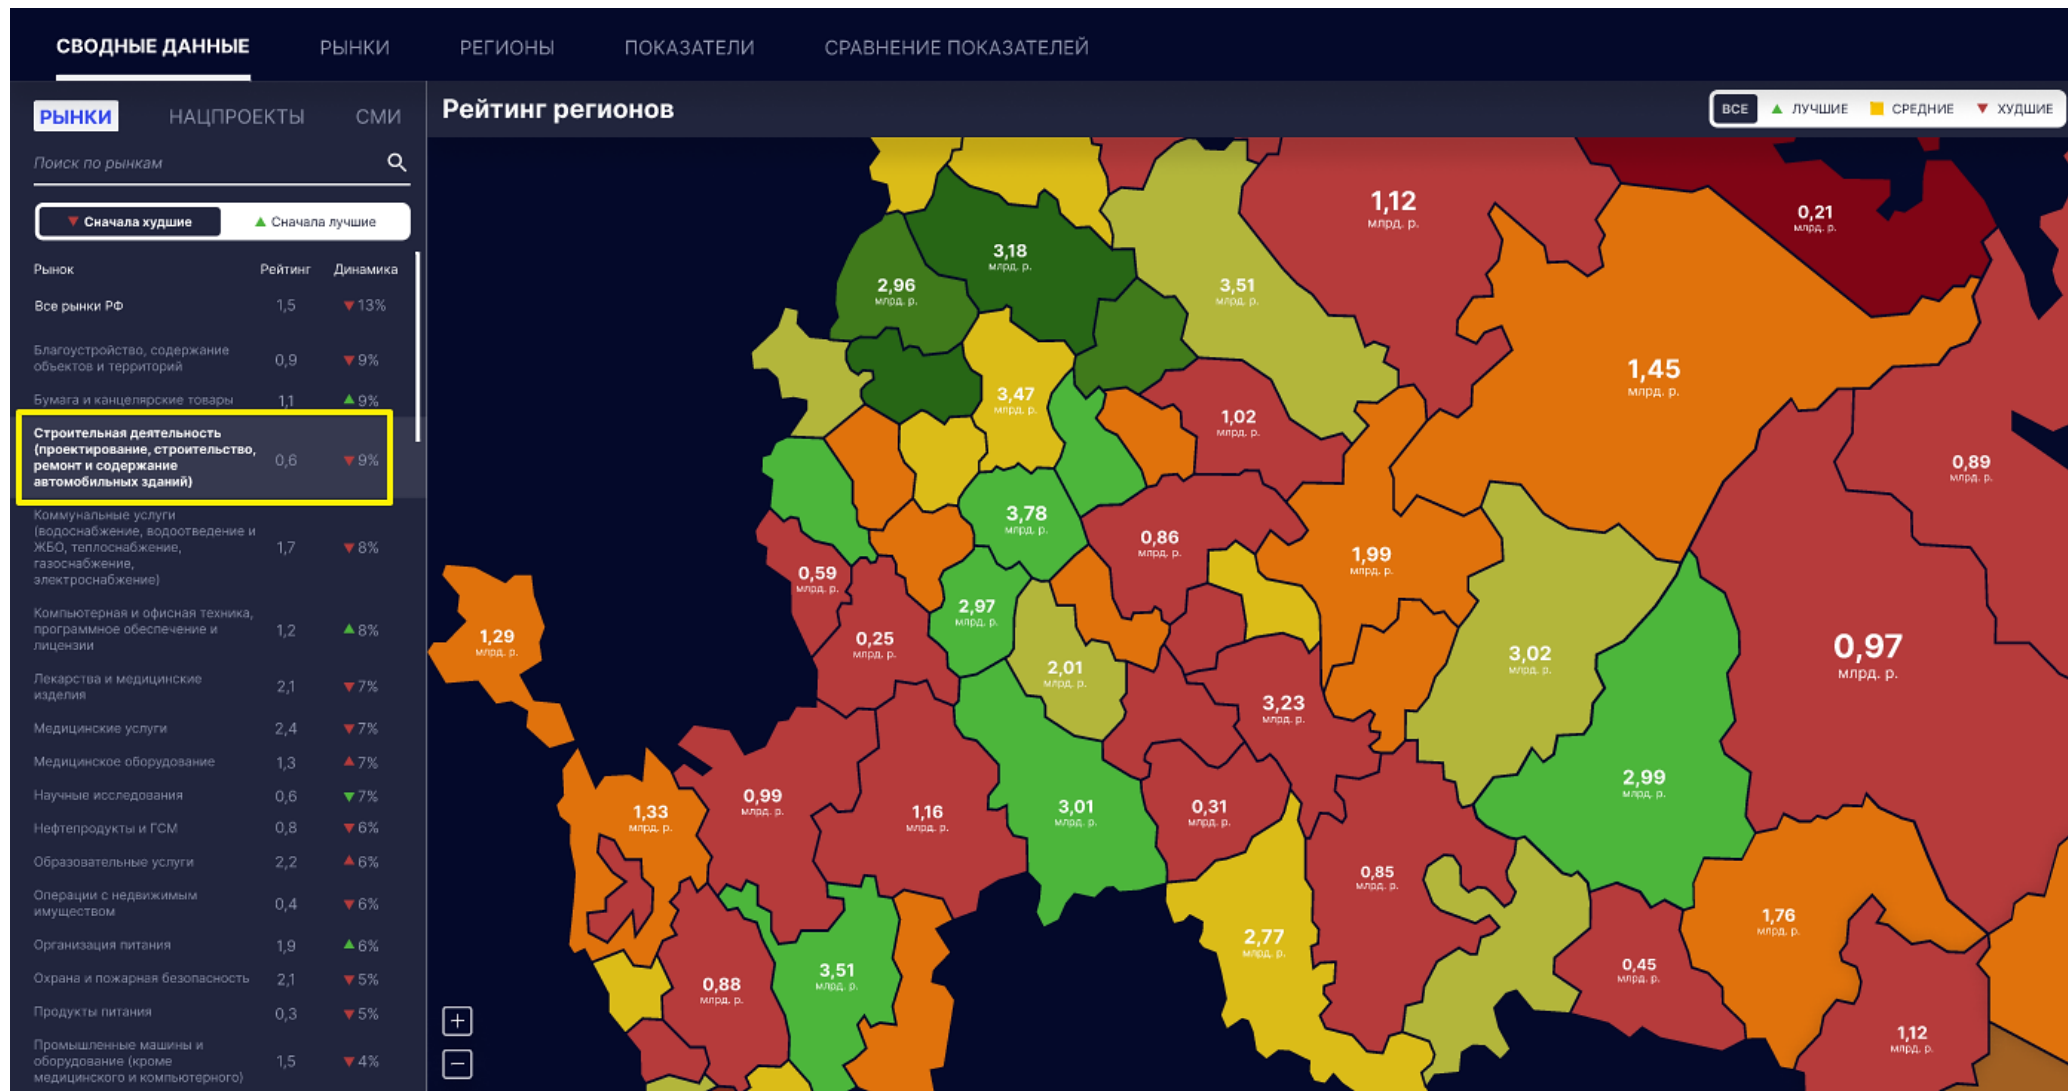 СВОДНЫЕ ДАННЫЕ РЫНКИ РЕГИОНЫ ПОКАЗАТЕЛИ СРАВНЕНИЕ ПОКАЗАТЕЛЕЙ
РЫНКИ НАЦПРОЕКТЫ СМИ
Поиск по рынкам
Сначала худшие Сначала лучшие
Рынок Рейтинг Динамика
Все рынки РФ 1,5 ▼13%
Благоустройство, содержание
объектов и территорий 0,9 ▼9%
Бумага и канцелярские товары 1,1 ▲9%
Строительная деятельность
(проектирование, строительство,
ремонт и содержание 0,6 ▼9%
автомобильных зданий)
Коммунальные услуги
(водоснабжение, водоотведение и
ЖБО, теплоснабжение, 1,7 ▼8%
газоснабжение,
электроснабжение)
Компьютерная и офисная техника,
программное обеспечение и 1,2 ▲8%
лицензии
Лекарства и медицинские
изделия 2,1 ▼7%
Медицинские услуги 2,4 ▼7%
Медицинское оборудование 1,3 ▲7%
Научные исследования 0,6 ▼7%
Нефтепродукты и ГСМ 0,8 ▼6%
Образовательные услуги 2,2 ▲6%
Операции с недвижимым
имуществом 0,4 ▼6%
Организация питания 1,9 ▲6%
Охрана и пожарная безопасность 2,1 ▼5%
Продукты питания 0,3 ▼5%
Промышленные машины и
оборудование (кроме 1,5 ▼4%
медицинского и компьютерного)
Рейтинг регионов
ВСЕ ▲ ЛУЧШИЕ СРЕДНИЕ ▼ ХУДШИЕ
1,12
млрд. р.
0,21
млрд. р.
3,18
млрд. р.
2,96
млрд. р.
3,51
млрд. р.
1,45
млрд. р.
3,47
млрд. р.
1,02
млрд. р.
0,89
млрд. р.
3,78
млрд. р.
0,86
млрд. р.
1,99
млрд. р.
0,59
млрд. р.
2,97
млрд. р.
1,29
млрд. р.
0,25
млрд. р.
2,01
млрд. р.
3,02
млрд. р.
0,97
млрд. р.
3,23
млрд. р.
2,99
млрд. р.
0,99
млрд. р.
1,33
млрд. р.
1,16
млрд. р.
3,01
млрд. р.
0,31
млрд. р.
0,85
млрд. р.
1,76
млрд. р.
2,77
млрд. р.
0,45
млрд. р.
3,51
млрд. р.
0,88
млрд. р.
1,12
млрд. р.
+
−